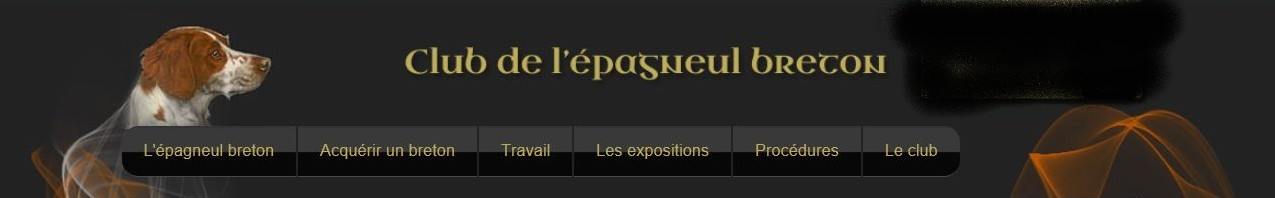 Club de l'épagneul breton
L'épagneul breton Acquérir un breton Travail Les expositions Procédures Le club